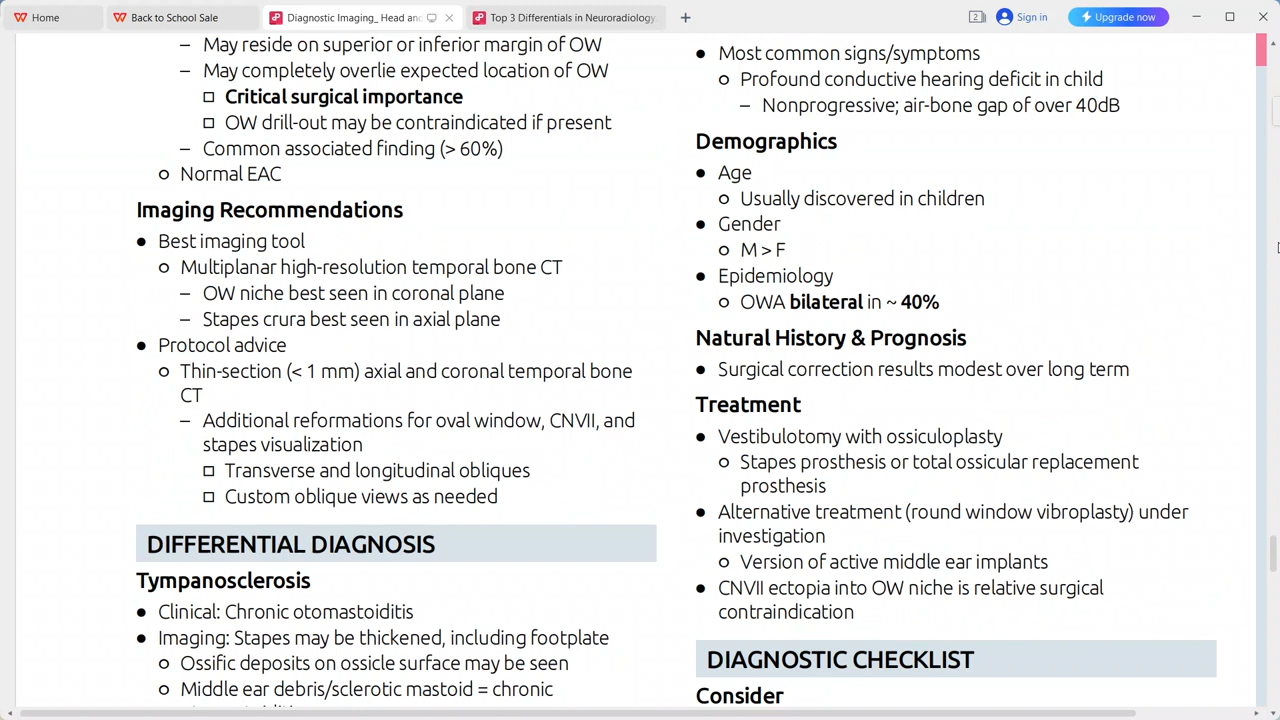 Home
Back to School Sale
Diagnostic Imaging_ Head and
Top 3 Differentials in Neuroradiology.
+
2
Sign in
Upgrade now
– May reside on superior or inferior margin of OW
– May completely overlie expected location of OW
□ Critical surgical importance
□ OW drill-out may be contraindicated if present
– Common associated finding (> 60%)
○ Normal EAC
Imaging Recommendations
● Best imaging tool
○ Multiplanar high-resolution temporal bone CT
– OW niche best seen in coronal plane
– Stapes crura best seen in axial plane
● Protocol advice
○ Thin-section (< 1 mm) axial and coronal temporal bone
CT
– Additional reformations for oval window, CNVII, and
stapes visualization
□ Transverse and longitudinal obliques
□ Custom oblique views as needed
DIFFERENTIAL DIAGNOSIS
Tympanosclerosis
● Clinical: Chronic otomastoiditis
● Imaging: Stapes may be thickened, including footplate
○ Ossific deposits on ossicle surface may be seen
○ Middle ear debris/sclerotic mastoid = chronic
● Most common signs/symptoms
○ Profound conductive hearing deficit in child
– Nonprogressive; air-bone gap of over 40dB
Demographics
● Age
○ Usually discovered in children
● Gender
○ M > F
● Epidemiology
○ OWA bilateral in ~ 40%
Natural History & Prognosis
● Surgical correction results modest over long term
Treatment
● Vestibulotomy with ossiculoplasty
○ Stapes prosthesis or total ossicular replacement
prosthesis
● Alternative treatment (round window vibroplasty) under
investigation
○ Version of active middle ear implants
● CNVII ectopia into OW niche is relative surgical
contraindication
DIAGNOSTIC CHECKLIST
Consider